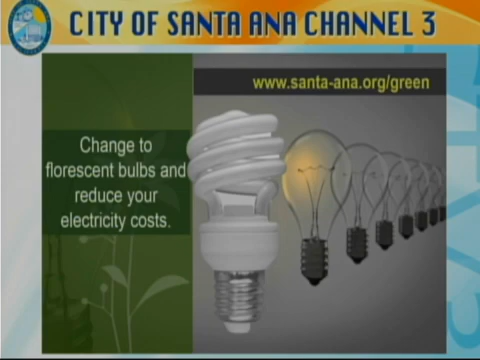 CITY OF SANTA ANA CHANNEL 3
www.santa-ana.org/green
Change to
florescent bulbs and
reduce your
electricity costs.